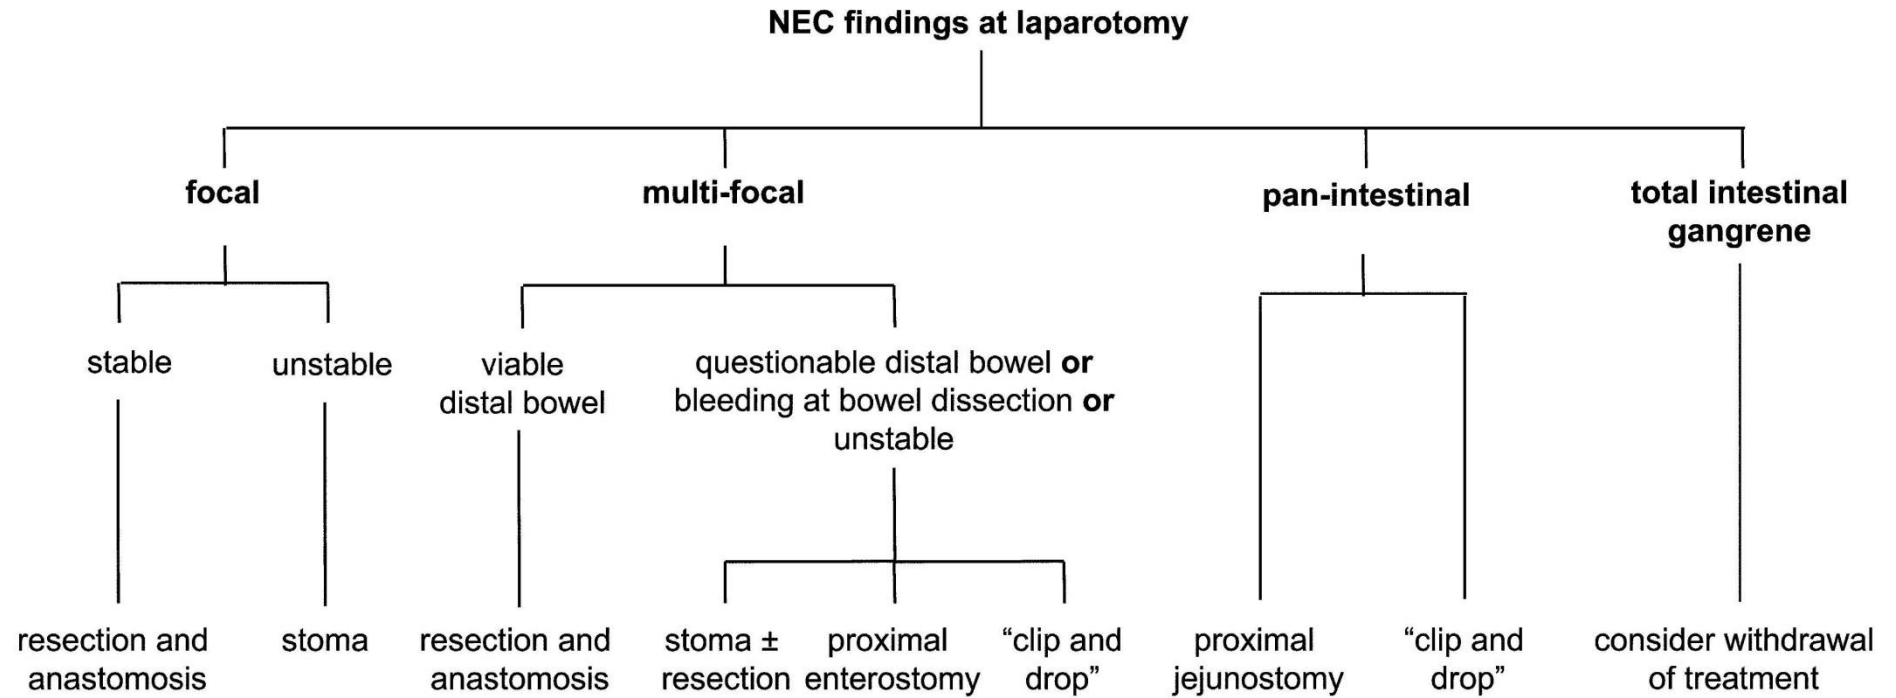 NEC findings at laparotomy
focal
multi-focal
pan-intestinal
total intestinal
gangrene
stable
unstable
viable
distal bowel
questionable distal bowel or
bleeding at bowel dissection or
unstable
resection and
anastomosis
stoma
resection and
anastomosis
stoma ±
resection
proximal
enterostomy
“clip and
drop”
proximal
jejunostomy
“clip and
drop”
consider withdrawal
of treatment